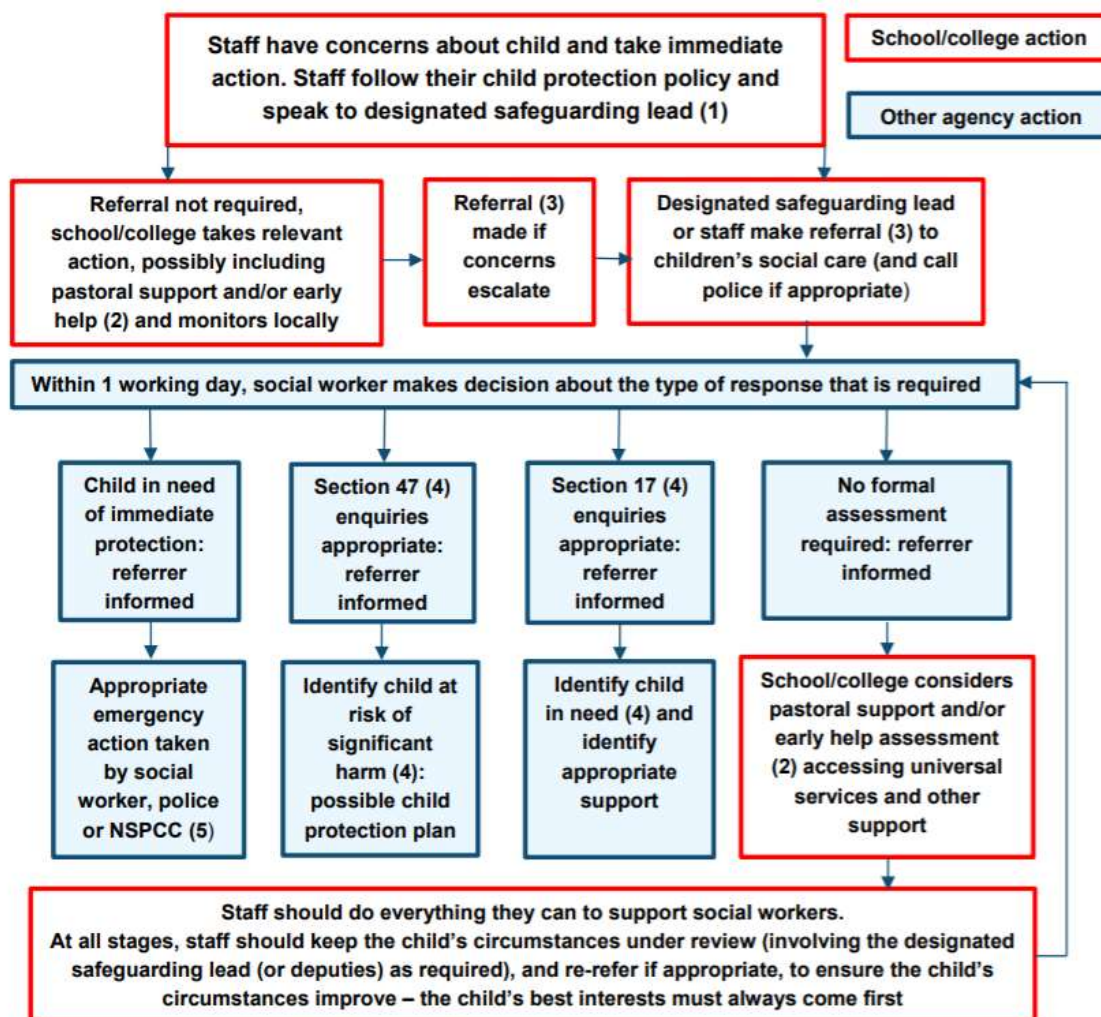 Staff have concerns about child and take immediate
action. Staff follow their child protection policy and
speak to designated safeguarding lead (1)
School/college action
Other agency action
Referral not required,
school/college takes relevant
action, possibly including
pastoral support and/or early
help (2) and monitors locally
Referral (3)
made if
concerns
escalate
Designated safeguarding lead
or staff make referral (3) to
children’s social care (and call
police if appropriate)
Within 1 working day, social worker makes decision about the type of response that is required
Child in need
of immediate
protection:
referrer
informed
Section 47 (4)
enquiries
appropriate:
referrer
informed
Section 17 (4)
enquiries
appropriate:
referrer
informed
No formal
assessment
required: referrer
informed
Appropriate
emergency
action taken
by social
worker, police
or NSPCC (5)
Identify child at
risk of
significant
harm (4):
possible child
protection plan
Identify child
in need (4) and
identify
appropriate
support
School/college considers
pastoral support and/or
early help assessment
(2) accessing universal
services and other
support
Staff should do everything they can to support social workers.
At all stages, staff should keep the child’s circumstances under review (involving the designated
safeguarding lead (or deputies) as required), and re-refer if appropriate, to ensure the child’s
circumstances improve – the child’s best interests must always come first